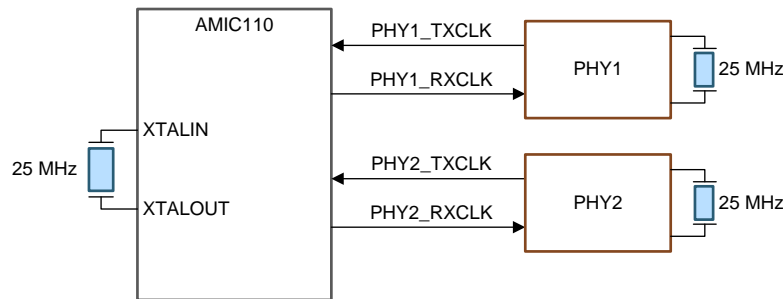 AMIC110
PHY1_TXCLK
PHY1
25 MHz
PHY1_RXCLK
XTALIN
25 MHz
XTALOUT
PHY2_TXCLK
PHY2
25 MHz
PHY2_RXCLK